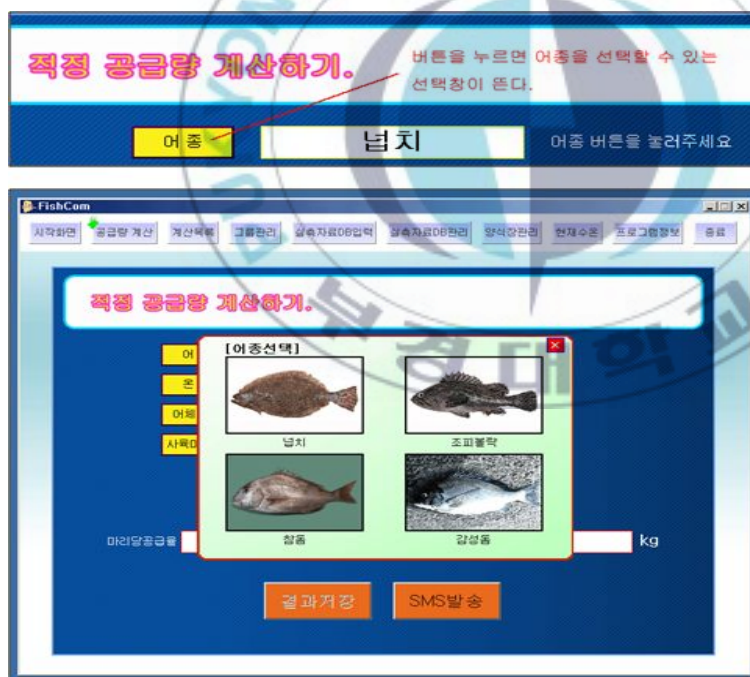 적정 공급량 계산하기.
버튼을 누르면 어종을 선택할 수 있는
선택창이 뜬다.
어 종
넙치
어종 버튼을 눌러주세요
FishCom
시작화면 공급량 계산 계산목록 그룹관리 실측자료DB입력 실측자료DB관리 양식장관리 현재수온 프로그램정보 종료
적정 공급량 계산하기.
어
온
어체
사육마
[어종선택]
넙치
조피볼락
참돔
감성돔
마리당공급율
kg
결과저장
SMS발송
부경대학교